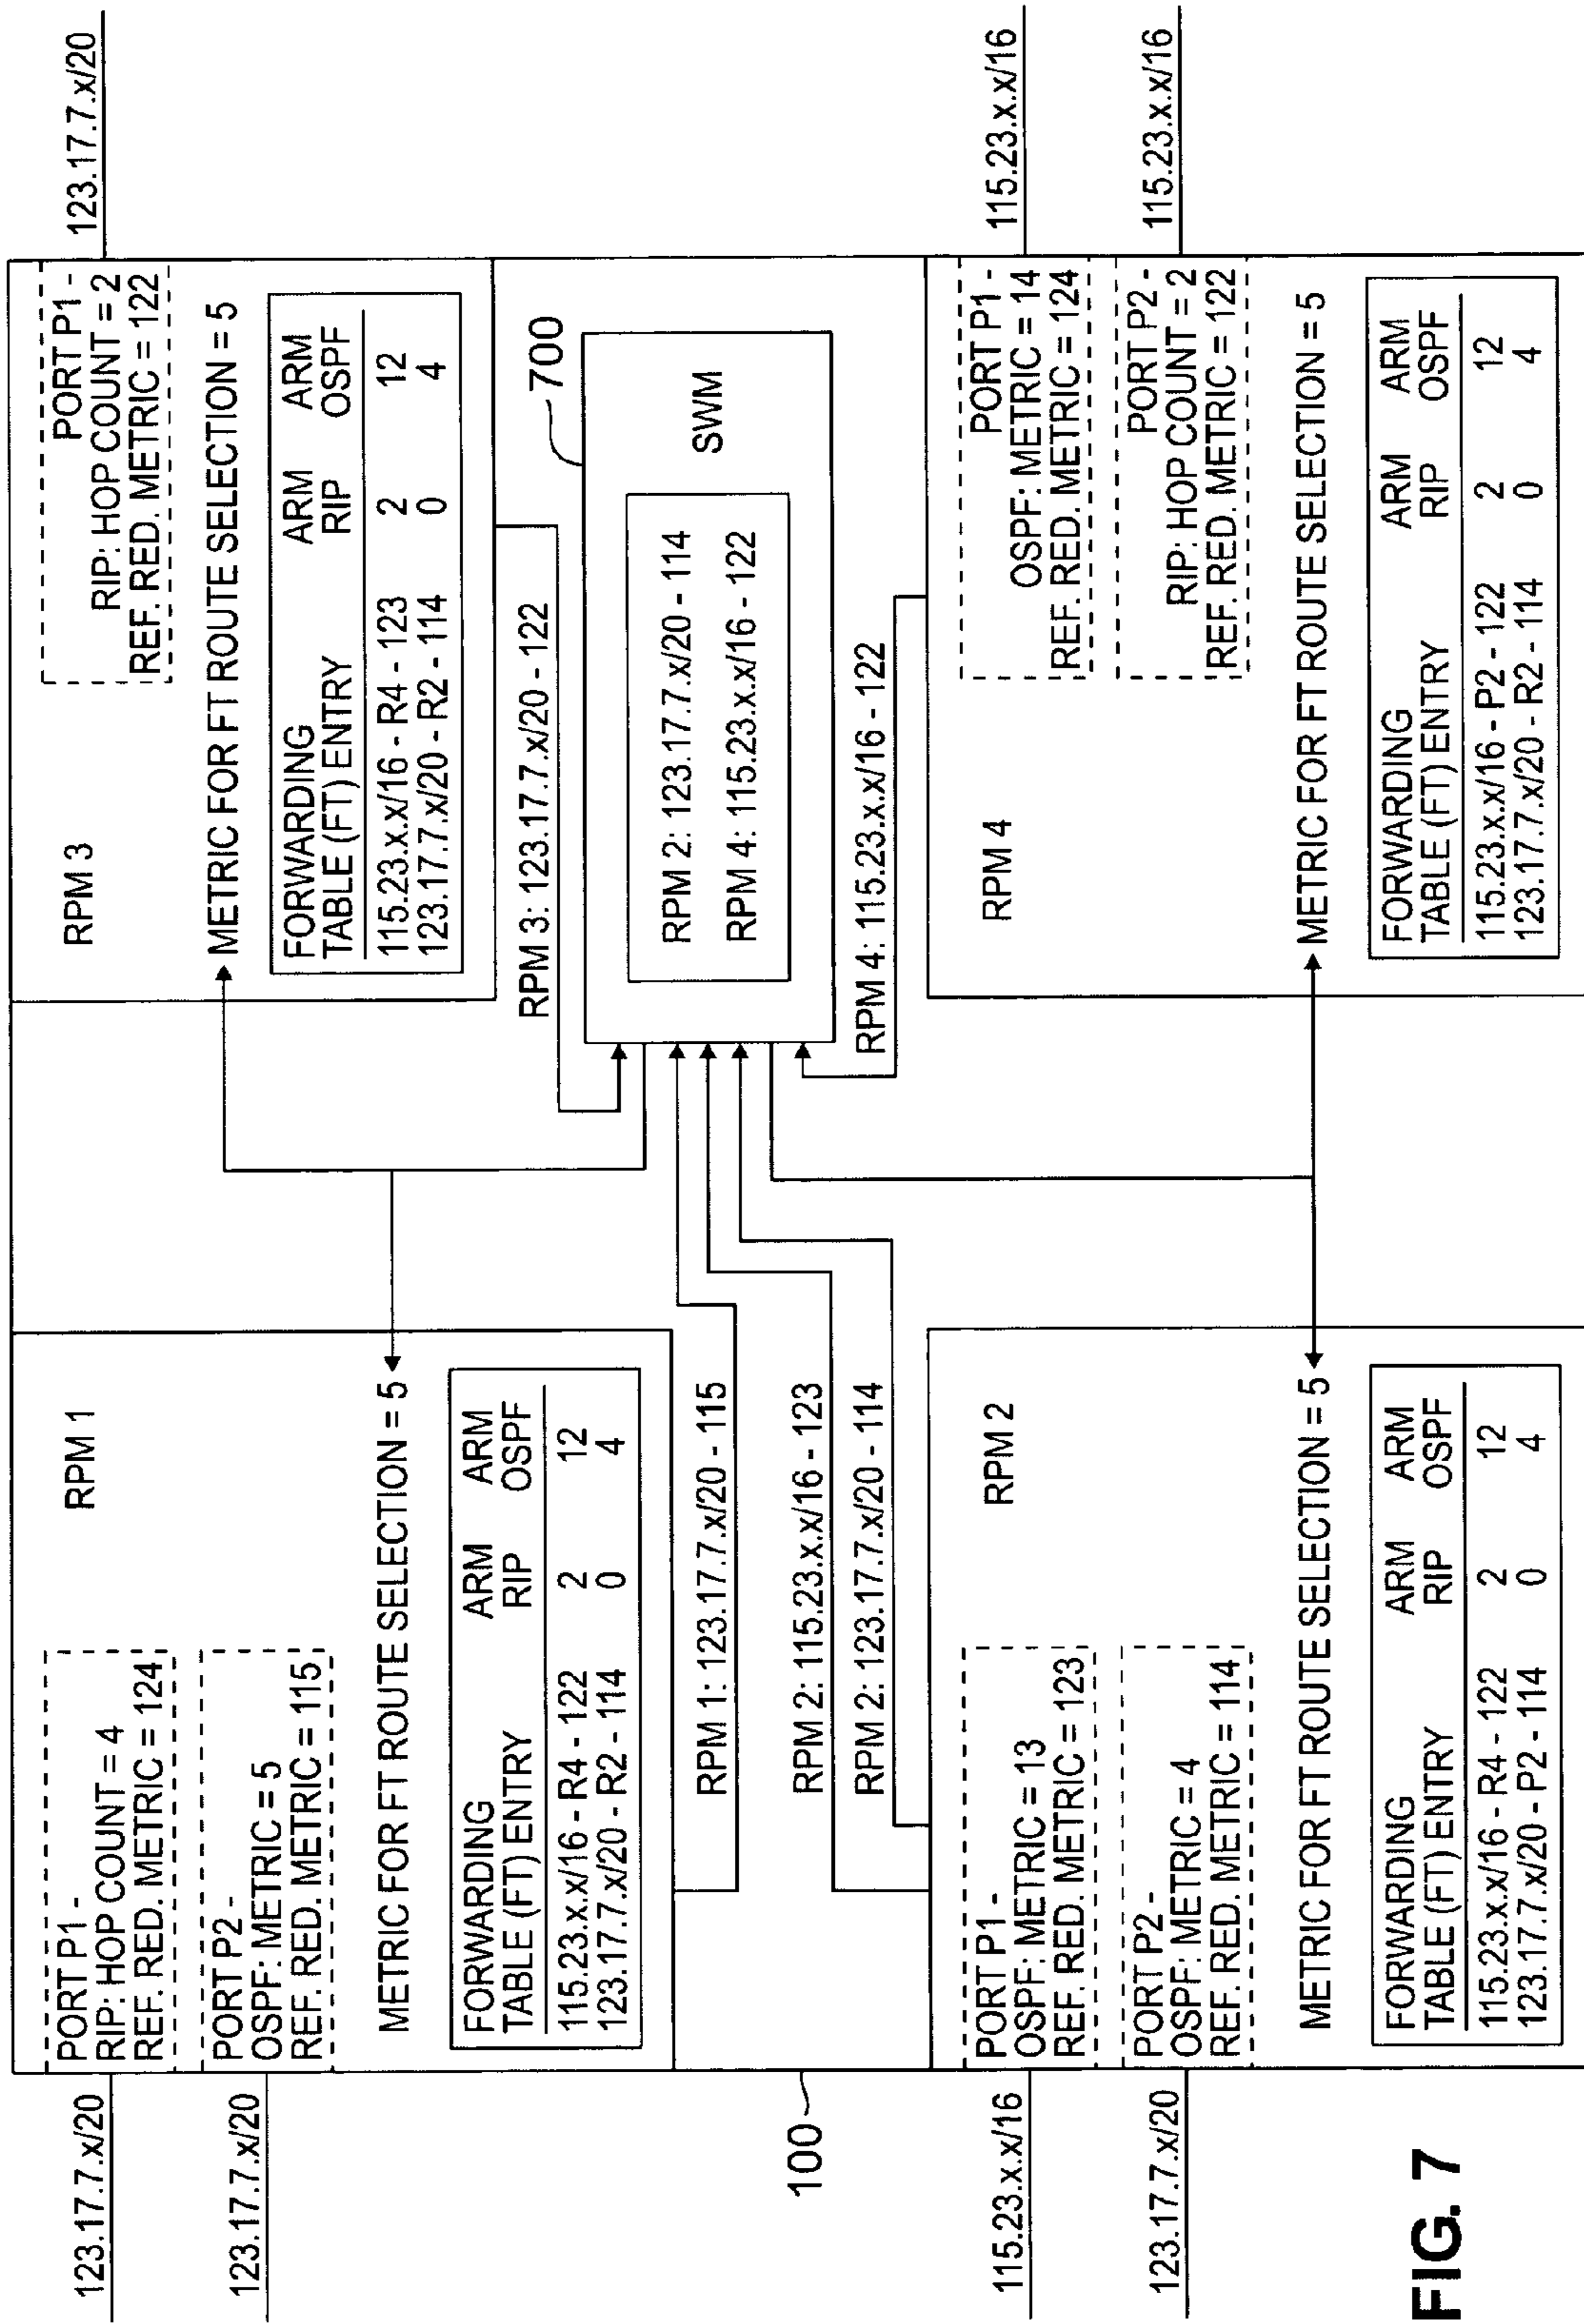 123.17.7.x/20
123.17.7.x/20
PORT P1 -
RIP: HOP COUNT = 4
REF. RED. METRIC = 124
PORT P2 -
OSPF: METRIC = 5
REF. RED. METRIC = 115
RPM 1
METRIC FOR FT ROUTE SELECTION = 5
FORWARDING ARM ARM
TABLE (FT) ENTRY RIP OSPF
115.23.x.x/16 - R4 - 122 2 12
123.17.7.x/20 - R2 - 114 0 4
RPM 3
PORT P1 -
RIP: HOP COUNT = 2
REF. RED. METRIC = 122
123.17.7.x/20
METRIC FOR FT ROUTE SELECTION = 5
FORWARDING ARM ARM
TABLE (FT) ENTRY RIP OSPF
115.23.x.x/16 - R4 - 123 2 12
123.17.7.x/20 - R2 - 114 0 4
RPM 1: 123.17.7.x/20 - 115
RPM 2: 115.23.x.x/16 - 123
RPM 2: 123.17.7.x/20 - 114
RPM 3: 123.17.7.x/20 - 122
700
SWM
RPM 2: 123.17.7.x/20 - 114
RPM 4: 115.23.x.x/16 - 122
RPM 4: 115.23.x.x/16 - 122
100
115.23.x.x/16
123.17.7.x/20
PORT P1 -
OSPF: METRIC = 13
REF. RED. METRIC = 123
PORT P2 -
OSPF: METRIC = 4
REF. RED. METRIC = 114
RPM 2
METRIC FOR FT ROUTE SELECTION = 5
FORWARDING ARM ARM
TABLE (FT) ENTRY RIP OSPF
115.23.x.x/16 - R4 - 122 2 12
123.17.7.x/20 - P2 - 114 0 4
RPM 4
PORT P1 -
OSPF: METRIC = 14
REF. RED. METRIC = 124
PORT P2 -
RIP: HOP COUNT = 2
REF. RED. METRIC = 122
115.23.x.x/16
115.23.x.x/16
METRIC FOR FT ROUTE SELECTION = 5
FORWARDING ARM ARM
TABLE (FT) ENTRY RIP OSPF
115.23.x.x/16 - P2 - 122 2 12
123.17.7.x/20 - R2 - 114 0 4
FIG. 7